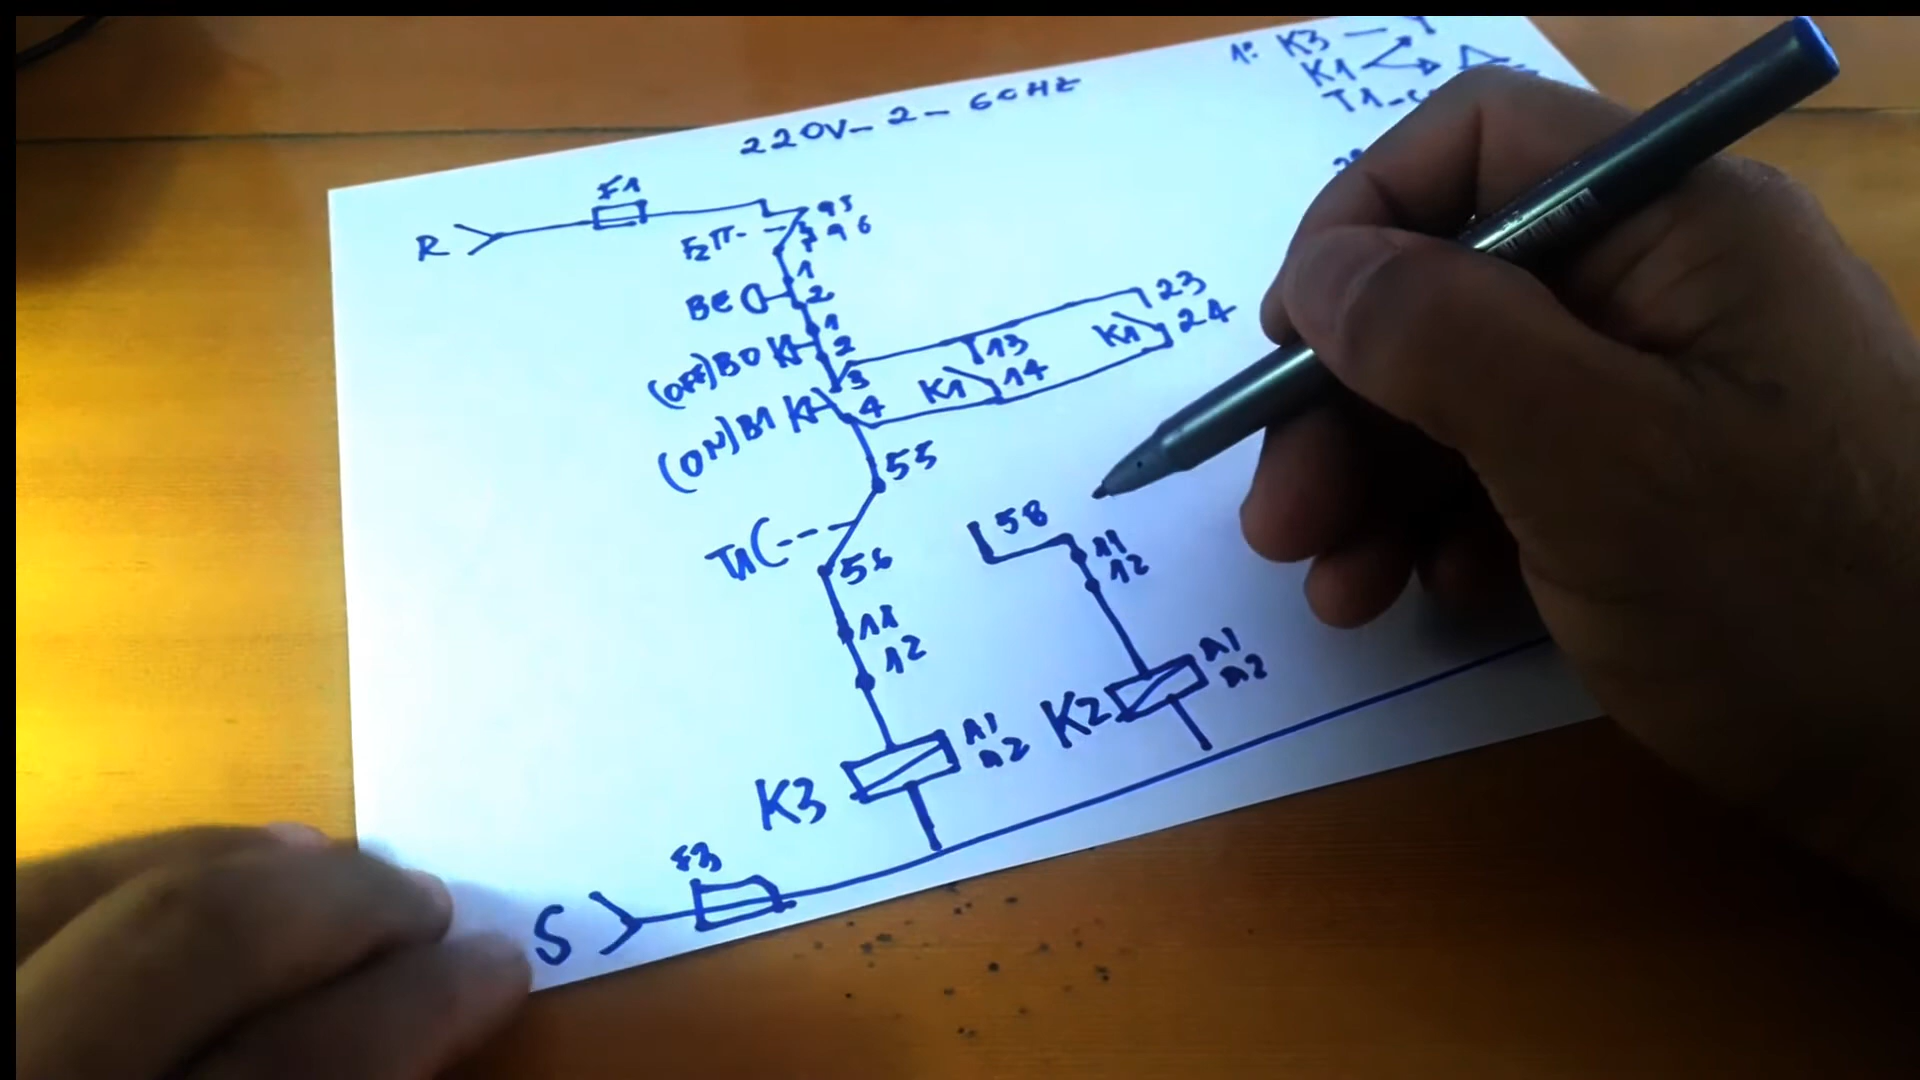 220V-2-60HZ
1º: K3 — Y
K1 Δ
T1-
R
F1
F2
95
96
BE
1
2
(OFF)B0
1
2
(ON)B1
3
4
K1
13
14
K1
23
24
55
T1
56
58
11
12
11
12
K3
A1
A2
K2
A1
A2
S
F3